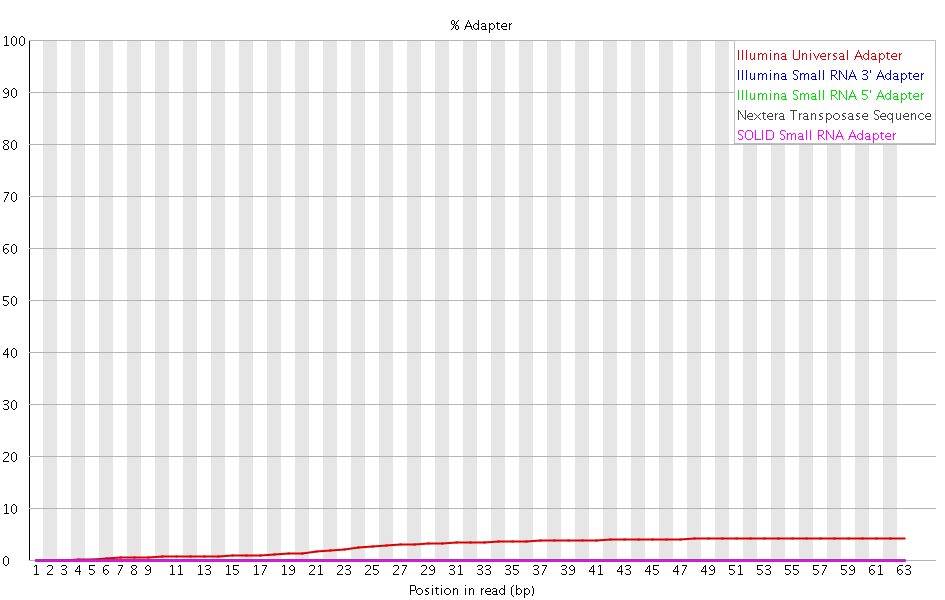 % Adapter
100
90
80
70
60
50
40
30
20
10
0
Illumina Universal Adapter
Illumina Small RNA 3' Adapter
Illumina Small RNA 5' Adapter
Nextera Transposase Sequence
SOLID Small RNA Adapter
1 2 3 4 5 6 7 8 9 11 13 15 17 19 21 23 25 27 29 31 33 35 37 39 41 43 45 47 49 51 53 55 57 59 61 63
Position in read (bp)